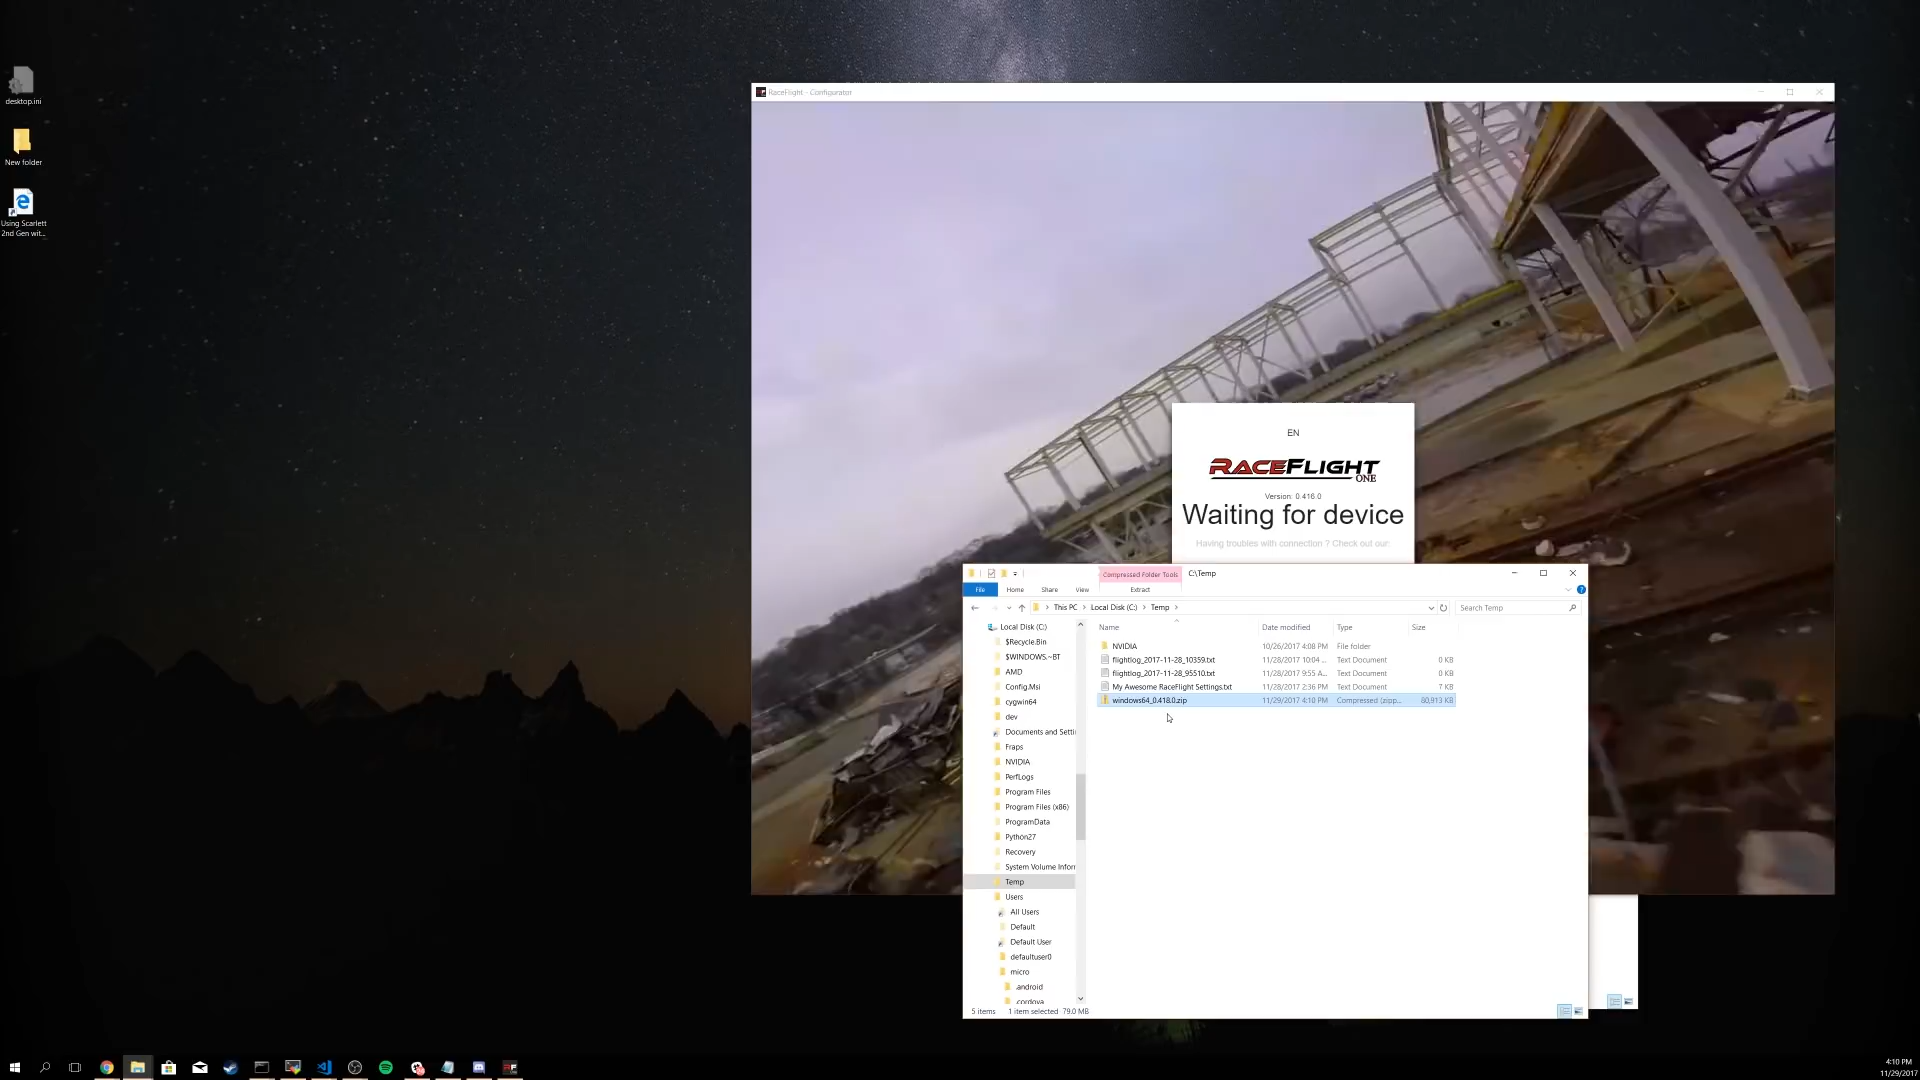 desktop.ini
New folder
Using Scarlett
2nd Gen wit...
RaceFlight - Configurator
EN
RACEFLIGHT
ONE
Version: 0.416.0
Waiting for device
Having troubles with connection ? Check out our:
Compressed Folder Tools
C:\Temp
File
Home
Share
View
Extract
This PC > Local Disk (C:) > Temp >
Search Temp
Local Disk (C:)
$Recycle.Bin
$WINDOWS.~BT
AMD
Config.Msi
cygwin64
dev
Documents and Setti
Fraps
NVIDIA
PerfLogs
Program Files
Program Files (x86)
ProgramData
Python27
Recovery
System Volume Infor
Temp
Users
All Users
Default
Default User
defaultuser0
micro
.android
.cordova
Name Date modified Type Size
NVIDIA 10/26/2017 4:08 PM File folder
flightlog_2017-11-28_10359.txt 11/28/2017 10:04 ... Text Document 0 KB
flightlog_2017-11-28_95510.txt 11/28/2017 9:55 A... Text Document 0 KB
My Awesome RaceFlight Settings.txt 11/28/2017 2:36 PM Text Document 7 KB
windows64_0.418.0.zip 11/29/2017 4:10 PM Compressed (zipp... 80,913 KB
5 items 1 item selected 79.0 MB
4:10 PM
11/29/2017